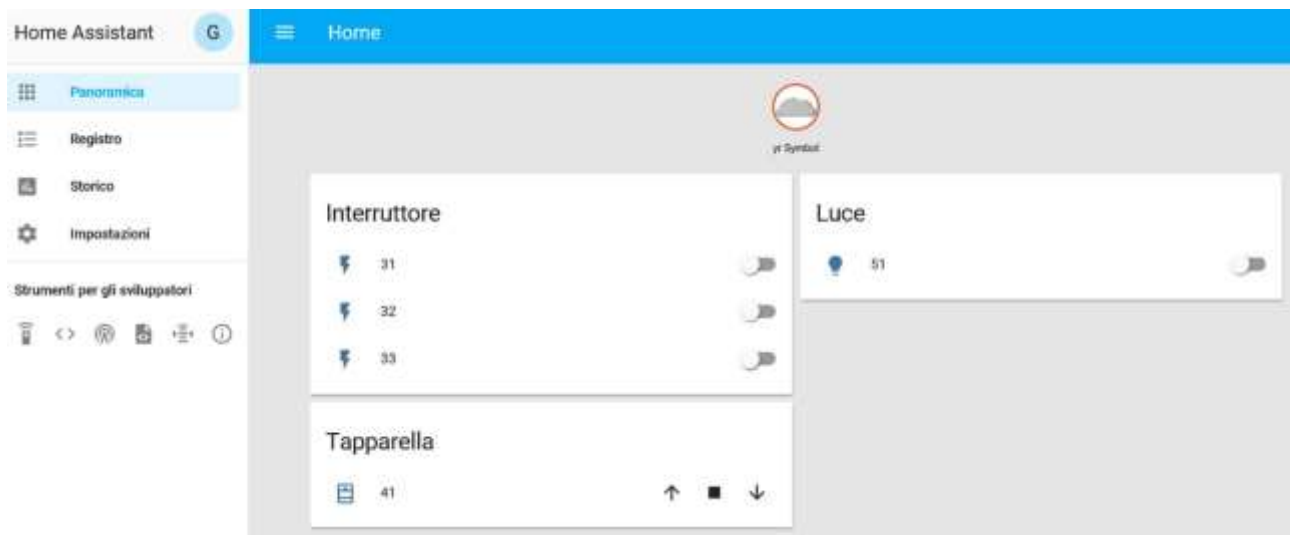 Home Assistant
G
Home
Panoramica
Registro
Storico
Impostazioni
Strumenti per gli sviluppatori
yr Symbol
Interruttore
31
32
33
Luce
51
Tapparella
41